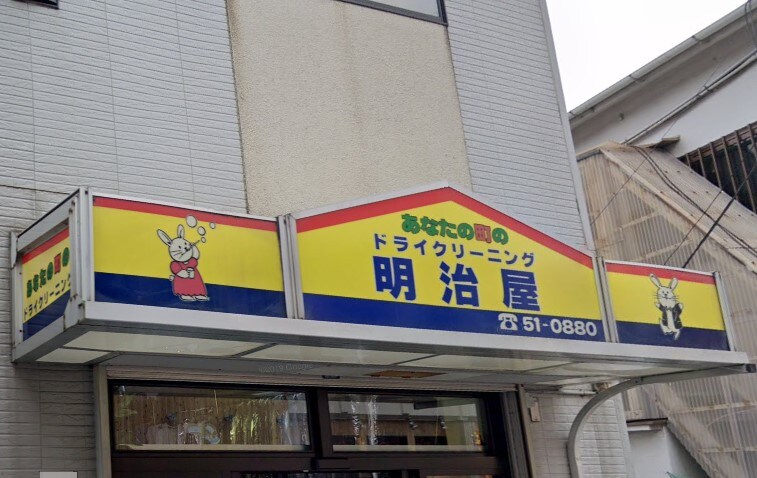 あなたの町の
ドライクリーニング
あなたの町の
ドライクリーニング
明治屋
☎51-0880